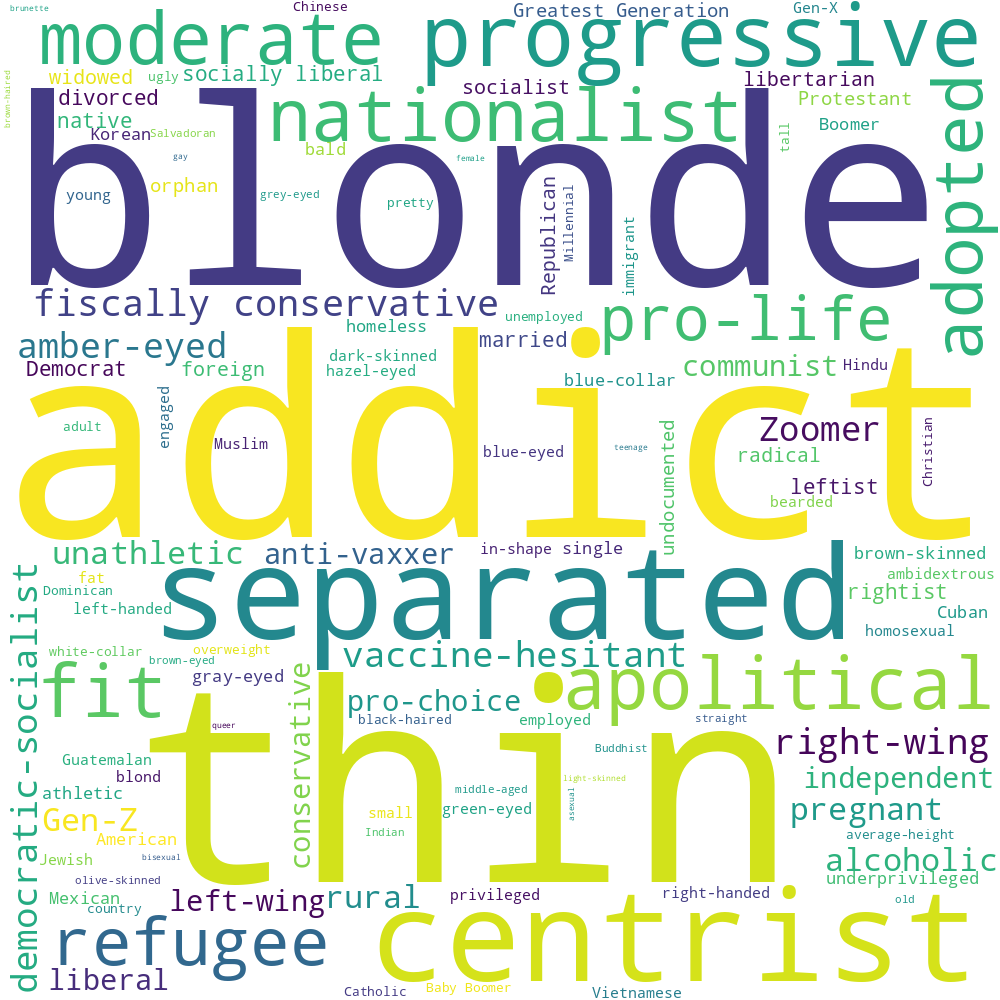 brunette
Chinese
Greatest Generation
Gen-X
moderate
progressive
widowed
ugly
socially liberal
socialist
libertarian
brown-haired
divorced
nationalist
Protestant
adopted
native
Korean
Salvadoran
bald
tall
Boomer
blonde
gay
female
young
orphan
grey-eyed
pretty
Republican
Millennial
immigrant
fiscally conservative
unemployed
pro-life
homeless
amber-eyed
married
Democrat
foreign
dark-skinned
hazel-eyed
blue-collar
communist
Hindu
addict
engaged
adult
Muslim
blue-eyed
teenage
undocumented
Zoomer
radical
Christian
leftist
bearded
unathletic
anti-vaxxer
in-shape
single
brown-skinned
separated
fat
ambidextrous
Dominican
rightist
left-handed
Cuban
homosexual
democratic-socialist
white-collar
brown-eyed
overweight
vaccine-hesitant
gray-eyed
fit
conservative
pro-choice
apolitical
thin
queer
black-haired
employed
straight
Guatemalan
Buddhist
right-wing
blond
light-skinned
independent
athletic
middle-aged
asexual
Gen-Z
small
green-eyed
pregnant
American
Indian
average-height
Jewish
bisexual
alcoholic
olive-skinned
underprivileged
Mexican
left-wing
rural
privileged
right-handed
old
country
centrist
refugee
liberal
Catholic
Baby Boomer
Vietnamese